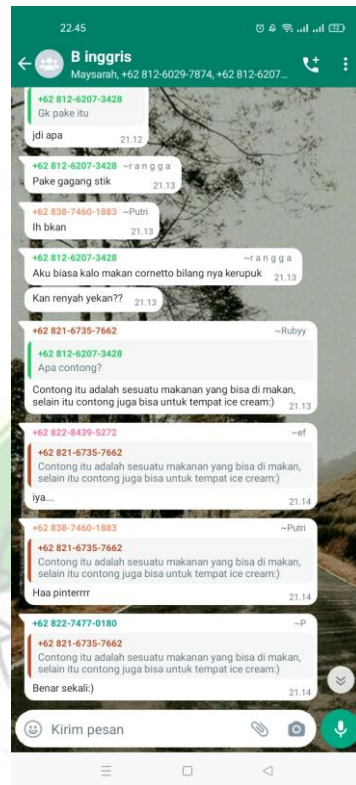 22.45
72
B inggris
Maysarah, +62 812-6029-7874, +62 812-6207...
+62 812-6207-3428
Gk pake itu
jdi apa 21.12
+62 812-6207-3428 ~r a n g g a
Pake gagang stik 21.13
+62 838-7460-1883 ~Putri
Ih bkan 21.13
+62 812-6207-3428 ~r a n g g a
Aku biasa kalo makan cornetto bilang nya kerupuk 21.13
Kan renyah yekan?? 21.13
+62 821-6735-7662 ~Rubyy
+62 812-6207-3428
Apa contong?
Contong itu adalah sesuatu makanan yang bisa di makan,
selain itu contong juga bisa untuk tempat ice cream:) 21.13
+62 822-8439-5272 ~ef
+62 821-6735-7662
Contong itu adalah sesuatu makanan yang bisa di makan,
selain itu contong juga bisa untuk tempat ice cream:)
iya... 21.14
+62 838-7460-1883 ~Putri
+62 821-6735-7662
Contong itu adalah sesuatu makanan yang bisa di makan,
selain itu contong juga bisa untuk tempat ice cream:)
Haa pinterrrr 21.14
+62 822-7477-0180 ~P
+62 821-6735-7662
Contong itu adalah sesuatu makanan yang bisa di makan,
selain itu contong juga bisa untuk tempat ice cream:)
Benar sekali:) 21.14
Kirim pesan